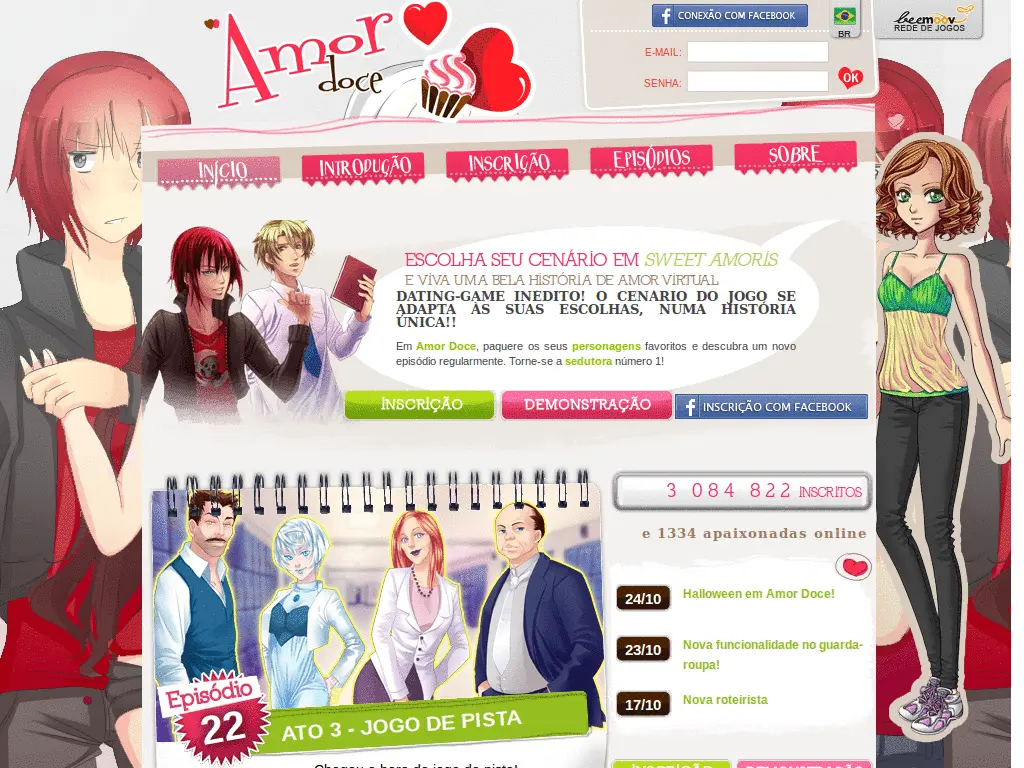 Amor
doce
CONEXÃO COM FACEBOOK
BR
beemoov
REDE DE JOGOS
E-MAIL:
SENHA:
OK
INÍCIO
INTRODUÇÃO
INSCRIÇÃO
EPISÓDIOS
SOBRE
ESCOLHA SEU CENÁRIO EM SWEET AMORIS
E VIVA UMA BELA HISTÓRIA DE AMOR VIRTUAL
DATING-GAME INEDITO! O CENARIO DO JOGO SE
ADAPTA ÀS SUAS ESCOLHAS, NUMA HISTÓRIA
ÚNICA!!
Em Amor Doce, paquere os seus personagens favoritos e descubra um novo
episódio regularmente. Torne-se a sedutora número 1!
INSCRIÇÃO
DEMONSTRAÇÃO
INSCRIÇÃO COM FACEBOOK
3 084 822 INSCRITOS
e 1334 apaixonadas online
24/10 Halloween em Amor Doce!
23/10 Nova funcionalidade no guarda-
roupa!
17/10 Nova roteirista
Episódio
22
ATO 3 - JOGO DE PISTA
Chegou a hora do jogo de pista!
INSCRIÇÃO
DEMONSTRAÇÃO